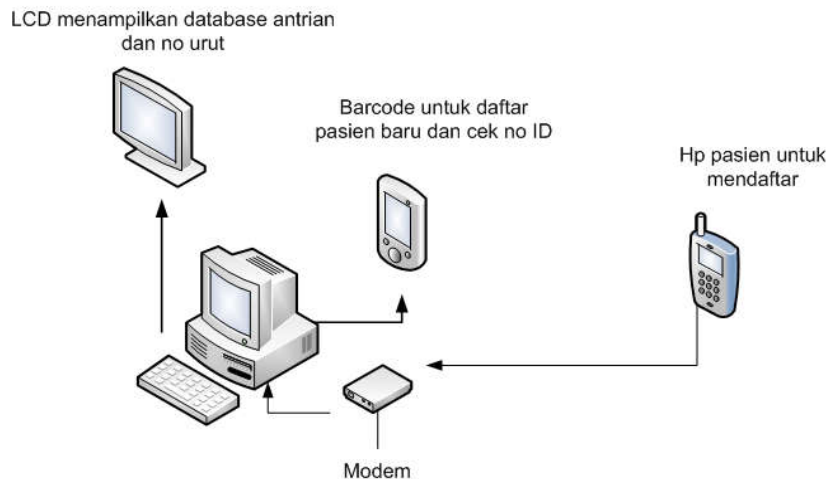 LCD menampilkan database antrian
dan no urut
Barcode untuk daftar
pasien baru dan cek no ID
Hp pasien untuk
mendaftar
Modem